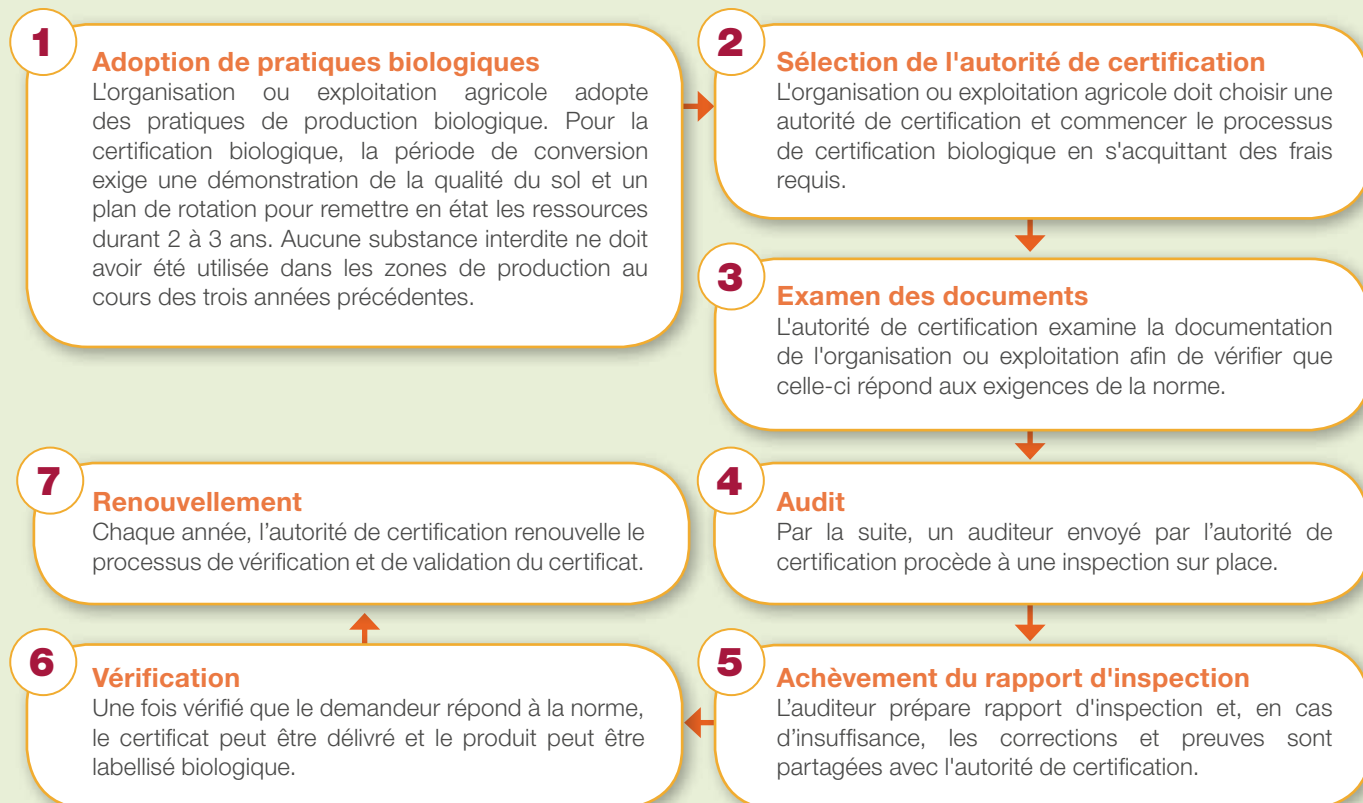 1
Adoption de pratiques biologiques
L'organisation ou exploitation agricole adopte
des pratiques de production biologique. Pour la
certification biologique, la période de conversion
exige une démonstration de la qualité du sol et un
plan de rotation pour remettre en état les ressources
durant 2 à 3 ans. Aucune substance interdite ne doit
avoir été utilisée dans les zones de production au
cours des trois années précédentes.
2
Sélection de l'autorité de certification
L'organisation ou exploitation agricole doit choisir une
autorité de certification et commencer le processus
de certification biologique en s'acquittant des frais
requis.
3
Examen des documents
L'autorité de certification examine la documentation
de l'organisation ou exploitation afin de vérifier que
celle-ci répond aux exigences de la norme.
4
Audit
Par la suite, un auditeur envoyé par l’autorité de
certification procède à une inspection sur place.
5
Achèvement du rapport d'inspection
L’auditeur prépare rapport d'inspection et, en cas
d’insuffisance, les corrections et preuves sont
partagées avec l'autorité de certification.
6
Vérification
Une fois vérifié que le demandeur répond à la norme,
le certificat peut être délivré et le produit peut être
labellisé biologique.
7
Renouvellement
Chaque année, l’autorité de certification renouvelle le
processus de vérification et de validation du certificat.